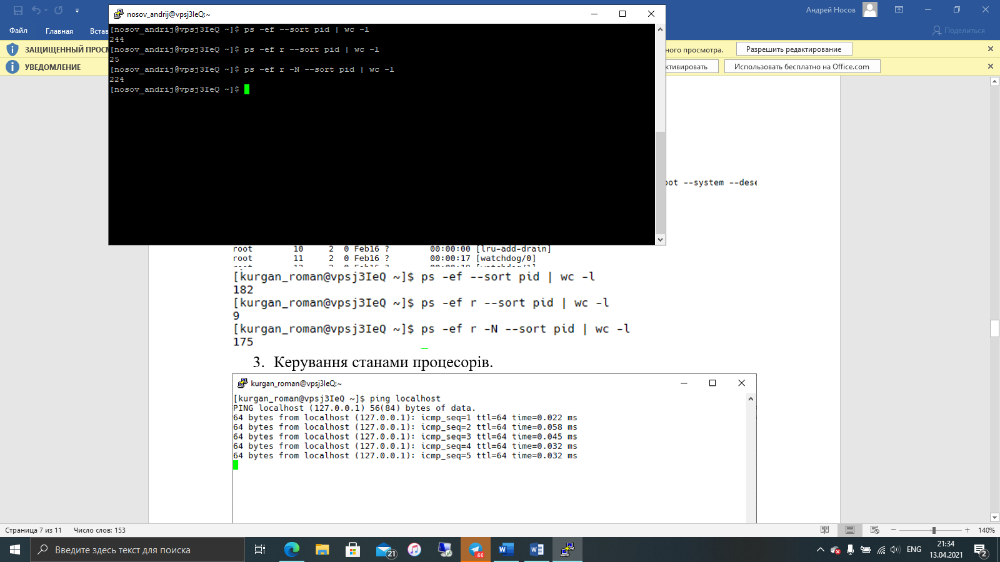 nosov_andrij@vpsj3IeQ:~
Андрей Носов
Файл
Главная
Встав
Поделиться
[nosov_andrij@vpsj3IeQ ~]$ ps -ef --sort pid | wc -l
244
[nosov_andrij@vpsj3IeQ ~]$ ps -ef r --sort pid | wc -l
25
[nosov_andrij@vpsj3IeQ ~]$ ps -ef r -N --sort pid | wc -l
224
[nosov_andrij@vpsj3IeQ ~]$
ЗАЩИЩЕННЫЙ ПРОС
ного просмотра.
Разрешить редактирование
УВЕДОМЛЕНИЕ
ктивировать
Использовать бесплатно на Office.com
oot --system --dese
root 10 2 0 Feb16 ? 00:00:00 [lru-add-drain]
root 11 2 0 Feb16 ? 00:00:17 [watchdog/0]
[kurgan_roman@vpsj3IeQ ~]$ ps -ef --sort pid | wc -l
182
[kurgan_roman@vpsj3IeQ ~]$ ps -ef r --sort pid | wc -l
9
[kurgan_roman@vpsj3IeQ ~]$ ps -ef r -N --sort pid | wc -l
175
3. Керування станами процесорів.
kurgan_roman@vpsj3IeQ:~
[kurgan_roman@vpsj3IeQ ~]$ ping localhost
PING localhost (127.0.0.1) 56(84) bytes of data.
64 bytes from localhost (127.0.0.1): icmp_seq=1 ttl=64 time=0.022 ms
64 bytes from localhost (127.0.0.1): icmp_seq=2 ttl=64 time=0.058 ms
64 bytes from localhost (127.0.0.1): icmp_seq=3 ttl=64 time=0.045 ms
64 bytes from localhost (127.0.0.1): icmp_seq=4 ttl=64 time=0.032 ms
64 bytes from localhost (127.0.0.1): icmp_seq=5 ttl=64 time=0.032 ms
Страница 7 из 11
Число слов: 153
140%
Введите здесь текст для поиска
21
.66
ENG
21:34
13.04.2021
2